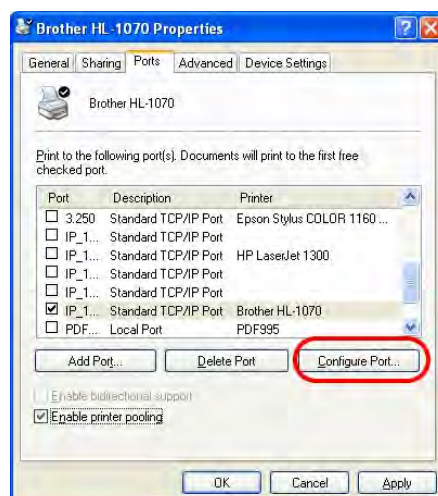 Brother HL-1070 Properties
General Sharing Ports Advanced Device Settings
Brother HL-1070
Print to the following port(s). Documents will print to the first free
checked port.
Port Description Printer
3.250 Standard TCP/IP Port Epson Stylus COLOR 1160 ...
IP_1... Standard TCP/IP Port
IP_1... Standard TCP/IP Port HP LaserJet 1300
IP_1... Standard TCP/IP Port
IP_1... Standard TCP/IP Port
IP_1... Standard TCP/IP Port Brother HL-1070
PDF... Local Port PDF995
Add Port... Delete Port Configure Port...
Enable bidirectional support
Enable printer pooling
OK Cancel Apply